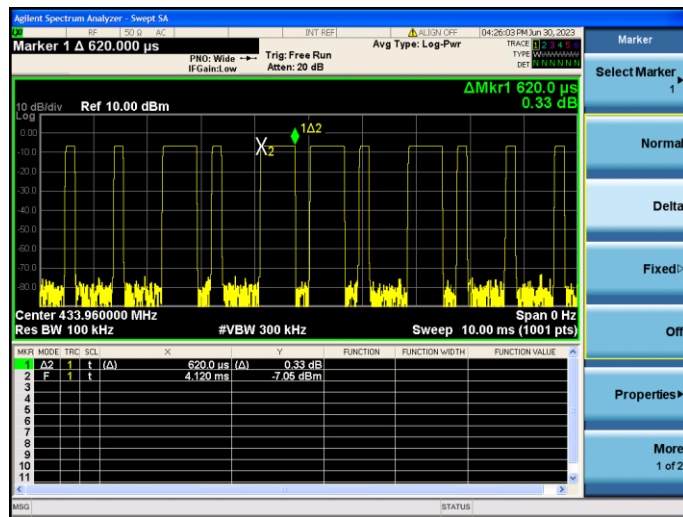 Agilent Spectrum Analyzer - Swept SA
RF 50 Ω AC INT REF ALIGN OFF 04:26:03 PM Jun 30, 2023
Marker 1 Δ 620.000 µs
PNO: Wide
IFGain:Low
Trig: Free Run
Atten: 20 dB
Avg Type: Log-Pwr
TRACE 1 2 3 4 5 6
TYPE WWWWWW
DET N N N N N N
ΔMkr1 620.0 µs
0.33 dB
10 dB/div Ref 10.00 dBm
Log
0.00
-10.0
-20.0
-30.0
-40.0
-50.0
-60.0
-70.0
-80.0
1Δ2
X2
Center 433.960000 MHz Span 0 Hz
Res BW 100 kHz #VBW 300 kHz Sweep 10.00 ms (1001 pts)
MKR MODE TRC SCL X Y FUNCTION FUNCTION WIDTH FUNCTION VALUE
1 Δ2 1 t (Δ) 620.0 µs (Δ) 0.33 dB
2 F 1 t 4.120 ms -7.05 dBm
3
4
5
6
7
8
9
10
11
MSG STATUS
Marker
Select Marker
1
Normal
Delta
Fixed
Off
Properties
More
1 of 2